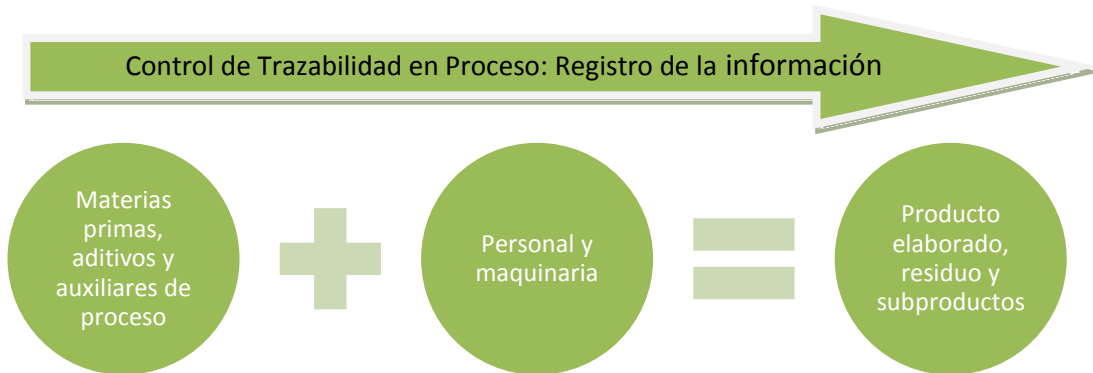 Control de Trazabilidad en Proceso: Registro de la información
Materias
primas,
aditivos y
auxiliares de
proceso
Personal y
maquinaria
Producto
elaborado,
residuo y
subproductos